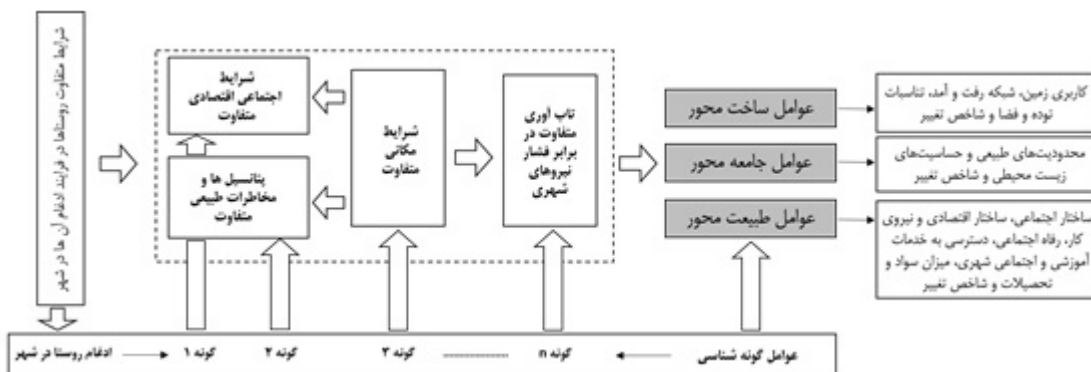 شرایط متفاوت روستاها در فرایند ادغام آن ها در شهر
شرایط
اجتماعی اقتصادی
متفاوت
پتانسیل ها و
مخاطرات طبیعی
متفاوت
شرایط
مکانی
متفاوت
تاب آوری
متفاوت در
برابر فشار
نیروهای
شهری
عوامل ساخت محور
عوامل جامعه محور
عوامل طبیعت محور
کاربری زمین، شبکه رفت و آمد، تناسبات
توده و فضا و شاخص تغییر
محدودیت‌های طبیعی و حساسیت‌های
زیست محیطی و شاخص تغییر
ساختار اجتماعی، ساختار اقتصادی و نیروی
کار، رفاه اجتماعی، دسترسی به خدمات
آموزشی و اجتماعی شهری، میزان سواد و
تحصیلات و شاخص تغییر
ادغام روستا در شهر
گونه ۱
گونه ۲
گونه ۳
..............
گونه n
عوامل گونه شناسی